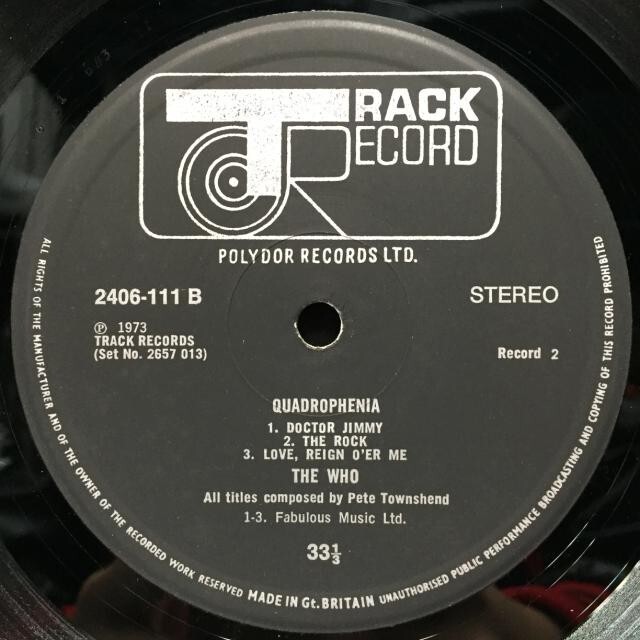 TRACK
RECORD
POLYDOR RECORDS LTD.
2406-111 B
STEREO
Ⓟ 1973
TRACK RECORDS
(Set No. 2657 013)
Record 2
QUADROPHENIA
1. DOCTOR JIMMY
2. THE ROCK
3. LOVE, REIGN O'ER ME
THE WHO
All titles composed by Pete Townshend
1-3. Fabulous Music Ltd.
33⅓
ALL RIGHTS OF THE MANUFACTURER AND OF THE OWNER OF THE RECORDED WORK RESERVED MADE IN Gt. BRITAIN UNAUTHORISED PUBLIC PERFORMANCE BROADCASTING AND COPYING OF THIS RECORD PROHIBITED